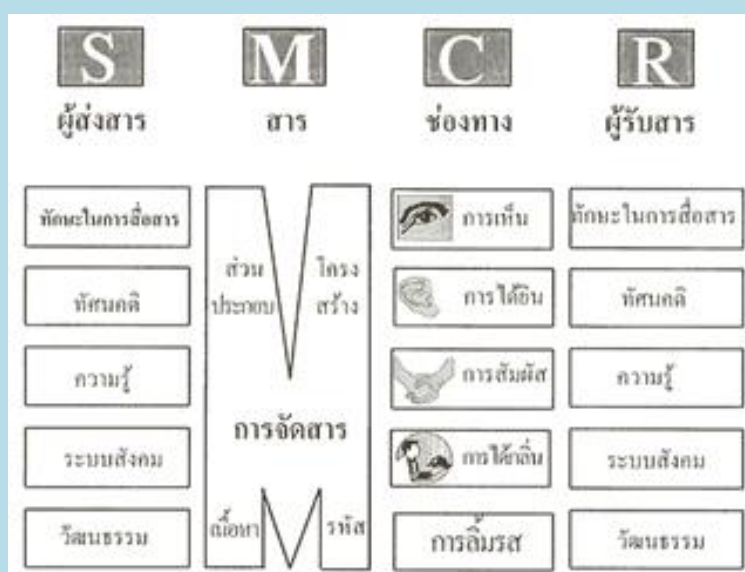 S M C R
ผู้ส่งสาร สาร ช่องทาง ผู้รับสาร
ทักษะในการสื่อสาร
ทัศนคติ
ความรู้
ระบบสังคม
วัฒนธรรม
ส่วน
ประกอบ
โครง
สร้าง
การจัดสาร
เนื้อหา
รหัส
การเห็น
การได้ยิน
การสัมผัส
การได้กลิ่น
การลิ้มรส
ทักษะในการสื่อสาร
ทัศนคติ
ความรู้
ระบบสังคม
วัฒนธรรม